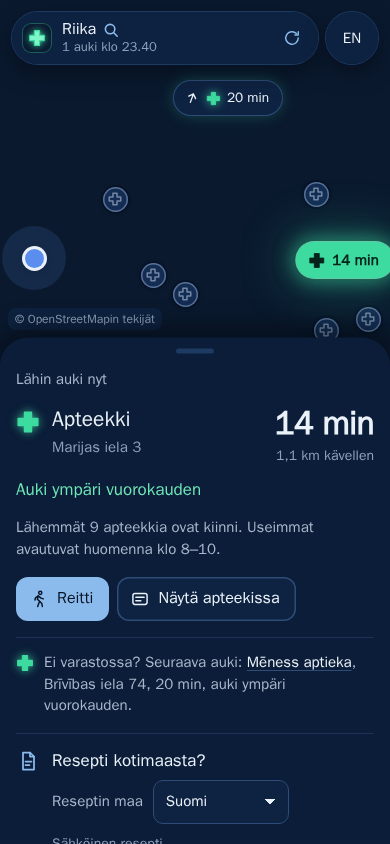 Riika
1 auki klo 23.40
EN
20 min
14 min
© OpenStreetMapin tekijät
Lähin auki nyt
Apteekki
14 min
Marijas iela 3
1,1 km kävellen
Auki ympäri vuorokauden
Lähemmät 9 apteekkia ovat kiinni. Useimmat
avautuvat huomenna klo 8–10.
Reitti
Näytä apteekissa
Ei varastossa? Seuraava auki: Mēness aptieka,
Brīvības iela 74, 20 min, auki ympäri
vuorokauden.
Resepti kotimaasta?
Reseptin maa
Suomi
Sähköinen resepti